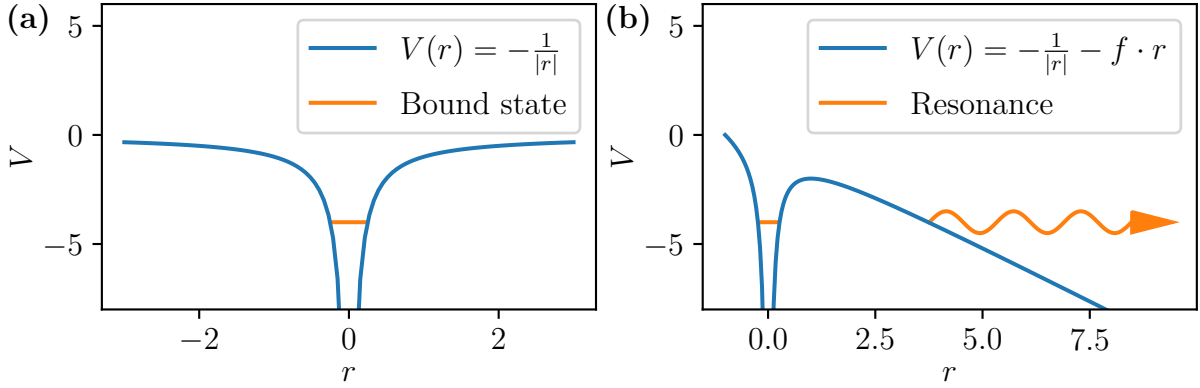 (a)
5
0
−5
V
V(r) = −1/|r|
Bound state
−2
0
2
r
(b)
5
0
−5
V
V(r) = −1/|r| − f · r
Resonance
0.0
2.5
5.0
7.5
r